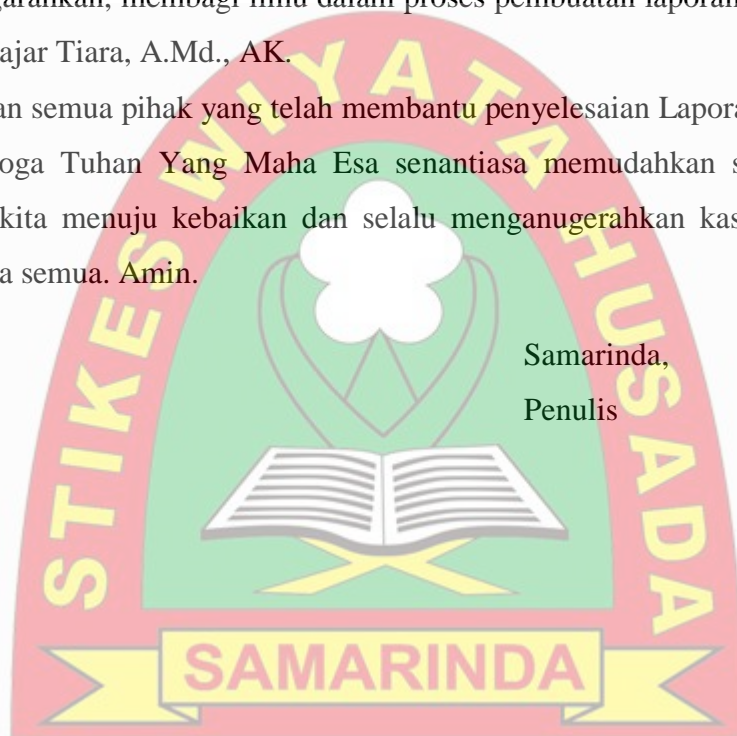 garahkan, membagi ilmu dalam proses pembuatan laporan
ajar Tiara, A.Md., AK.
an semua pihak yang telah membantu penyelesaian Lapora
oga Tuhan Yang Maha Esa senantiasa memudahkan s
kita menuju kebaikan dan selalu menganugerahkan kas
a semua. Amin.
Samarinda,
Penulis
STIKES WIYATA HUSADA
SAMARINDA